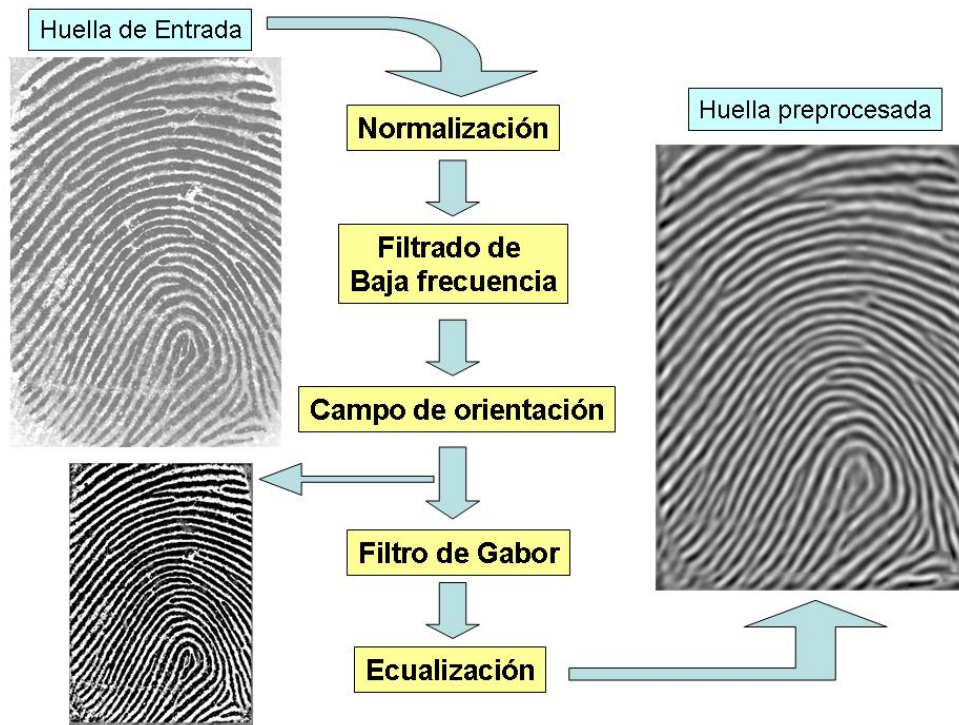 Huella de Entrada
Normalización
Huella preprocesada
Filtrado de
Baja frecuencia
Campo de orientación
Filtro de Gabor
Ecualización